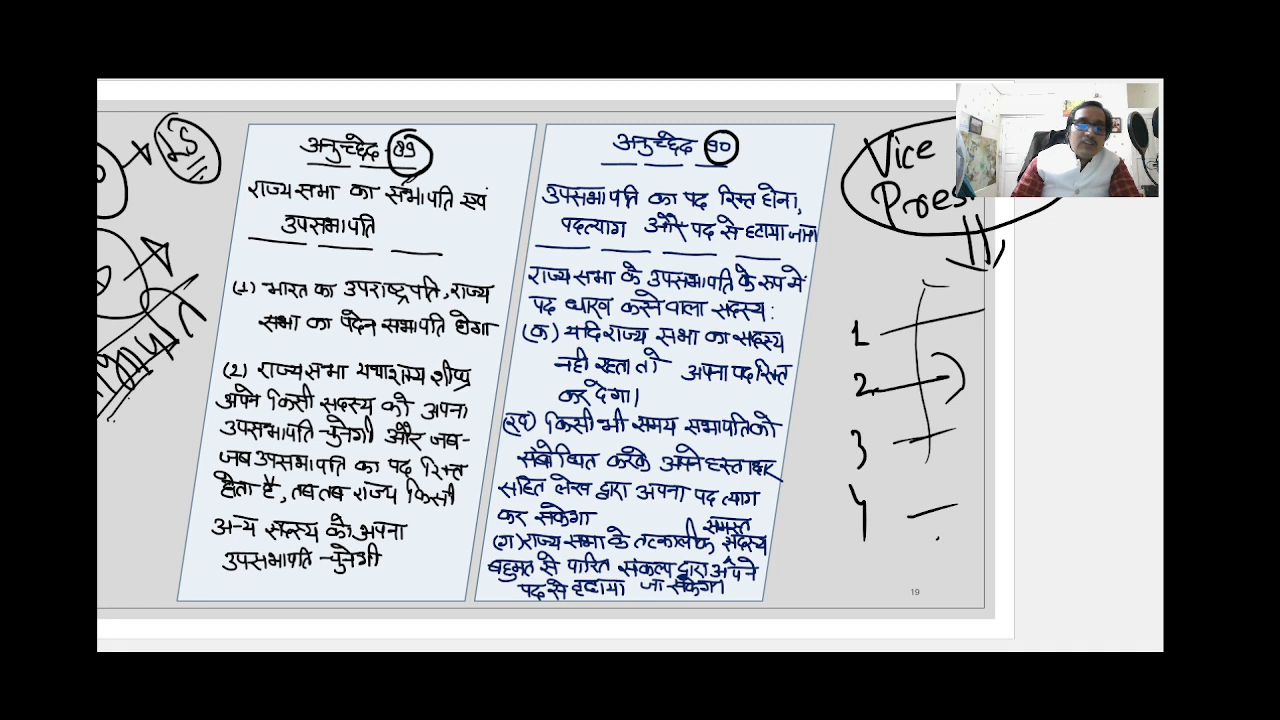 LS
अनुच्छेद-89
राज्य सभा का सभापति एवं
उपसभापति
(1) भारत का उपराष्ट्रपति, राज्य
सभा का पदेन सभापति होगा
(2) राज्य सभा यथाशक्य शीघ्र
अपने किसी सदस्य को अपना
उपसभापति चुनेगी और जब-
जब उपसभापति का पद रिक्त
होता है, तब तब राज्य किसी
अन्य सदस्य को अपना
उपसभापति चुनेगी
अनुच्छेद 90
उपसभापति का पद रिक्त होना,
पदत्याग और पद से हटाया जाना
राज्य सभा के उपसभापति के रूप में
पद धारण करने वाला सदस्य:
(क) यदि राज्य सभा का सदस्य
नही रहता तो अपना पद रिक्त
कर देगा।
(ख) किसी भी समय सभापति को
संबोधित करके अपने हस्ताक्षर
सहित लेख द्वारा अपना पद त्याग
कर सकेगा
समस्त
(ग) राज्य सभा के तत्कालीक सदस्य
बहुमत से पारित संकल्प द्वारा अपने
पद से हटाया जा सकेगा।
Vice
Pres
1
2
3
4
19